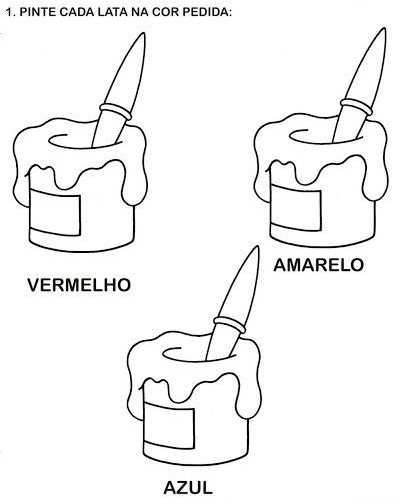 1. PINTE CADA LATA NA COR PEDIDA:
VERMELHO
AMARELO
AZUL